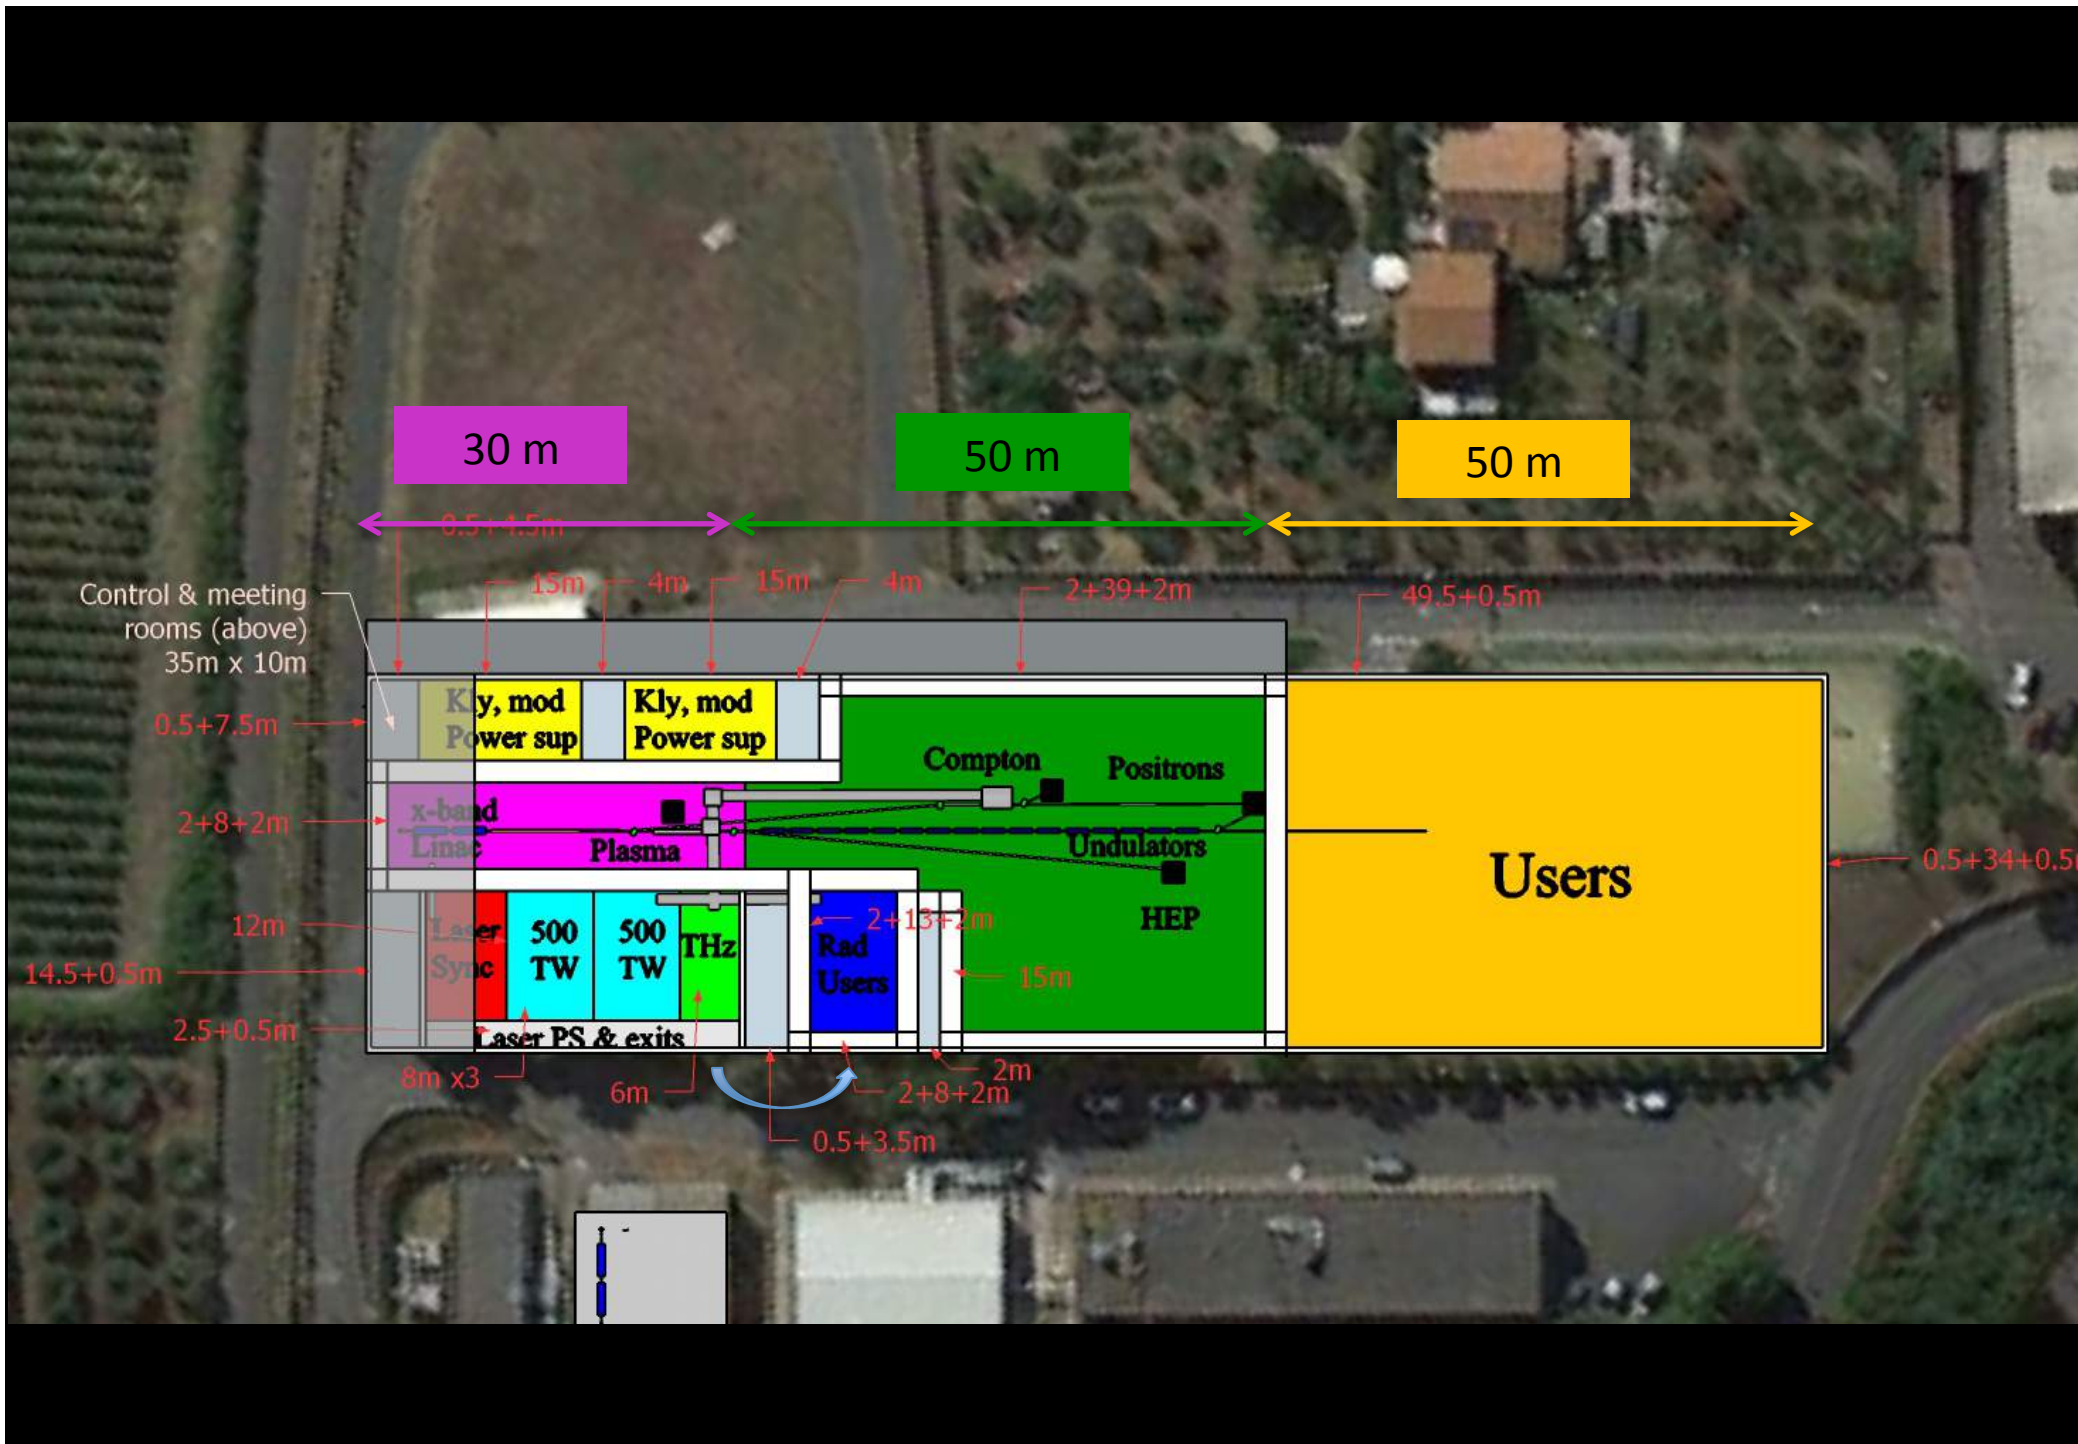 30 m
50 m
50 m
0.5+4.5m
15m
4m
15m
4m
2+39+2m
49.5+0.5m
Control & meeting
rooms (above)
35m x 10m
Kly, mod
Power sup
Kly, mod
Power sup
0.5+7.5m
Compton
Positrons
x-band
Linac
2+8+2m
Plasma
Undulators
Users
0.5+34+0.5
HEP
12m
Laser
Sync
500
TW
500
TW
THz
2+13+2m
Rad
Users
14.5+0.5m
15m
2.5+0.5m
Laser PS & exits
8m x3
6m
2m
2+8+2m
0.5+3.5m